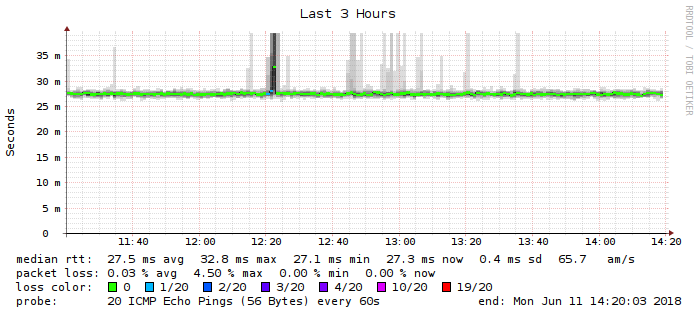 Last 3 Hours
RRDTOOL / TOBI OETIKER
Seconds
35 m
30 m
25 m
20 m
15 m
10 m
5 m
0
11:40 12:00 12:20 12:40 13:00 13:20 13:40 14:00 14:20
median rtt: 27.5 ms avg 32.8 ms max 27.1 ms min 27.3 ms now 0.4 ms sd 65.7 am/s
packet loss: 0.03 % avg 4.50 % max 0.00 % min 0.00 % now
loss color: 0 1/20 2/20 3/20 4/20 10/20 19/20
probe: 20 ICMP Echo Pings (56 Bytes) every 60s end: Mon Jun 11 14:20:03 2018